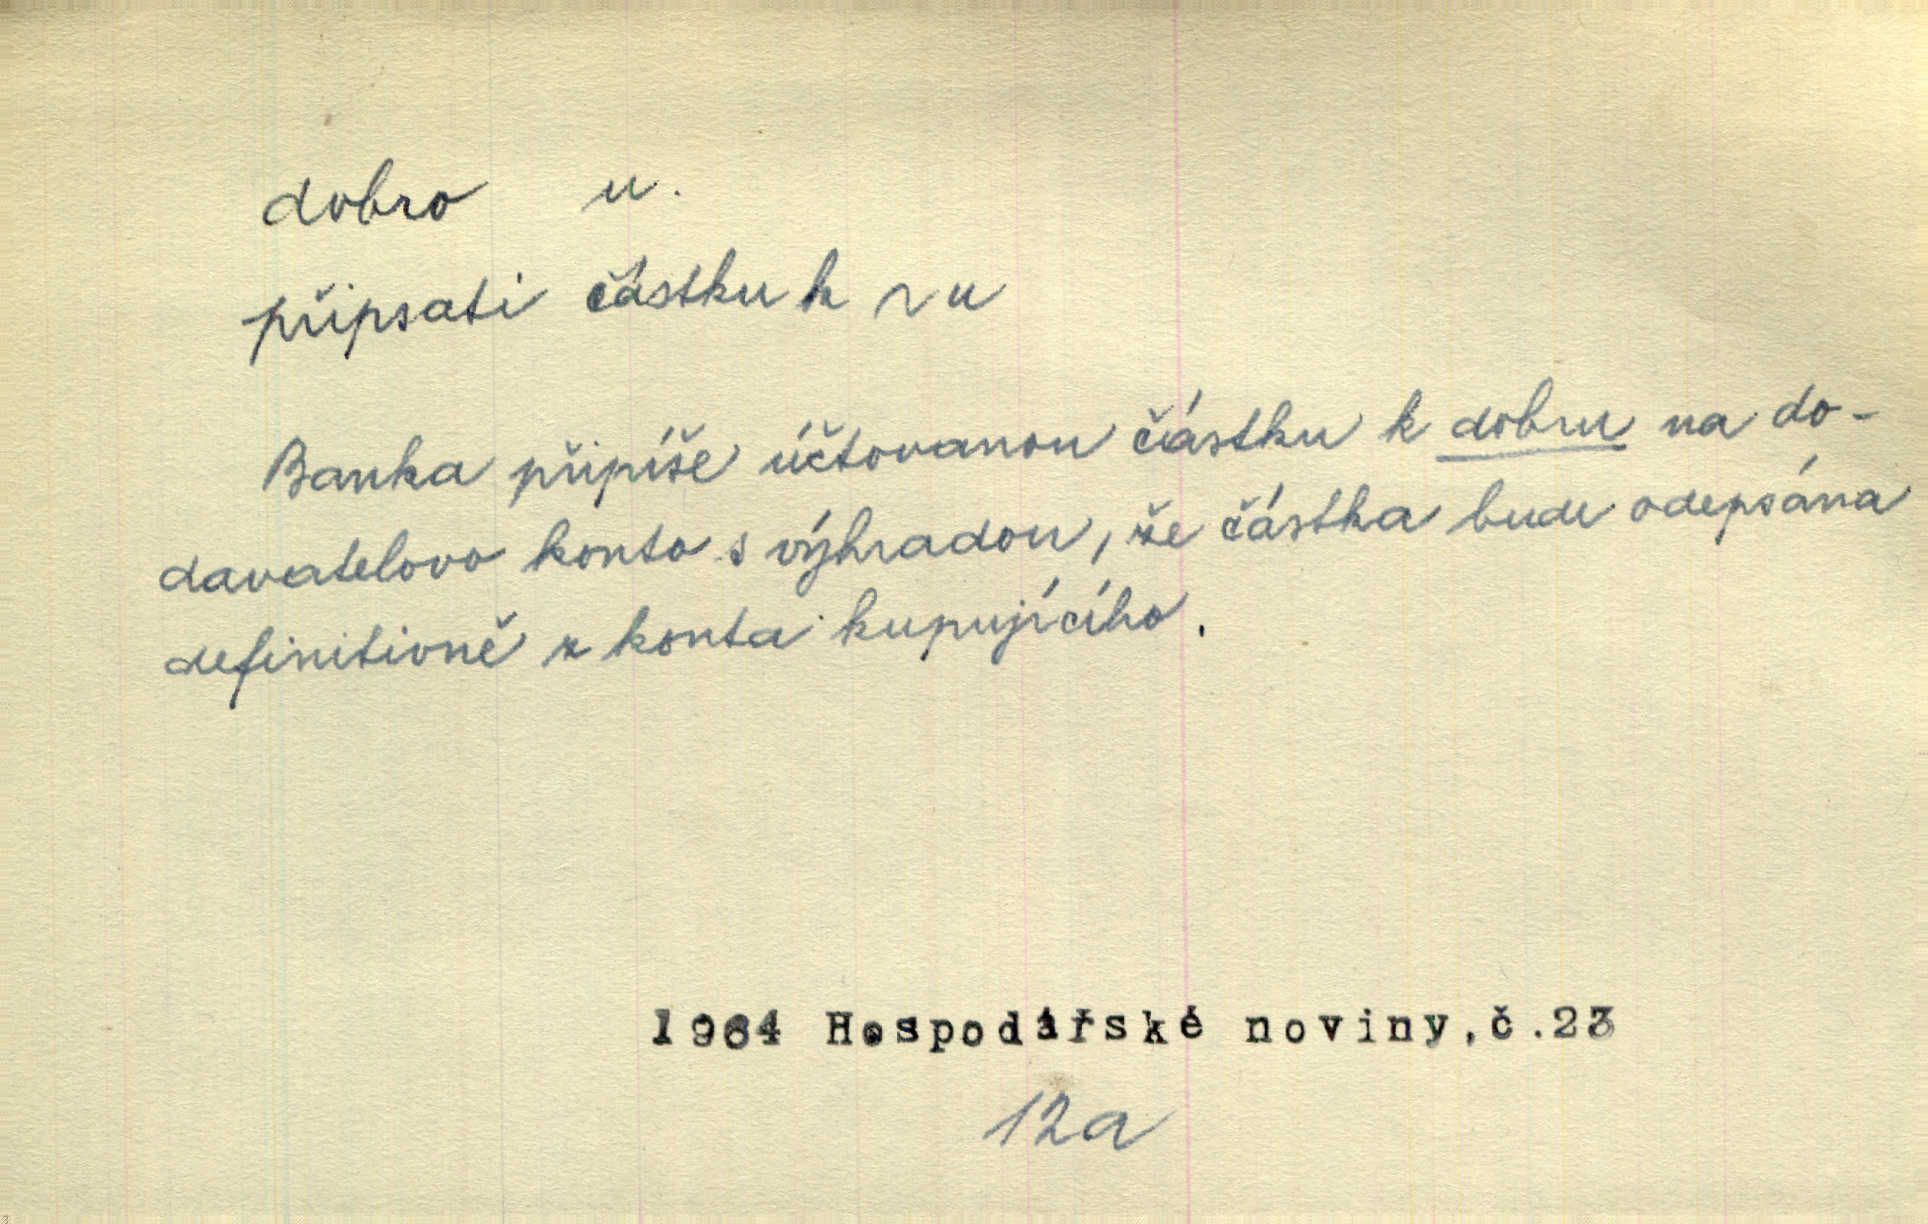 dobro n.
připsati částku k ~u
Banka připíše účtovanou částku k dobru na do-
davatelovo konto s výhradou, že částka bude odepsána
definitivně z konta kupujícího.
1964 Hospodářské noviny,č.23
12a